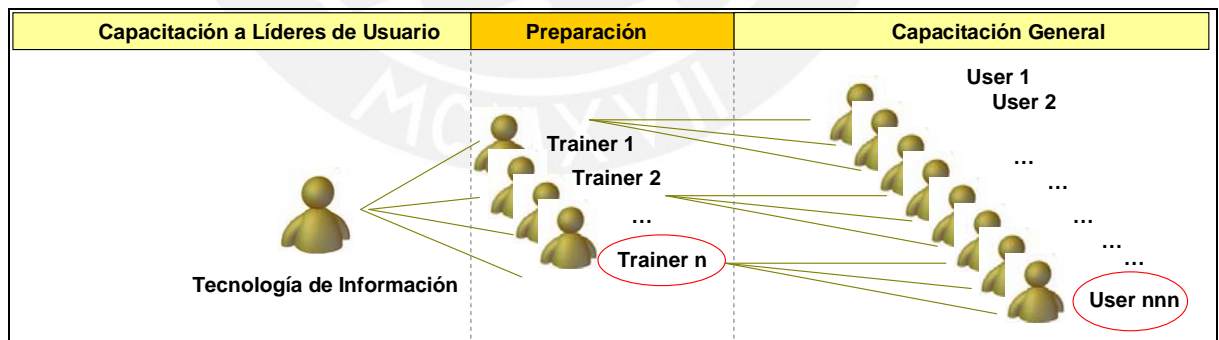 Capacitación a Líderes de Usuario
Preparación
Capacitación General
User 1
User 2
MCMXVII
Trainer 1
Trainer 2
...
...
...
...
...
...
Trainer n
Tecnología de Información
User nnn